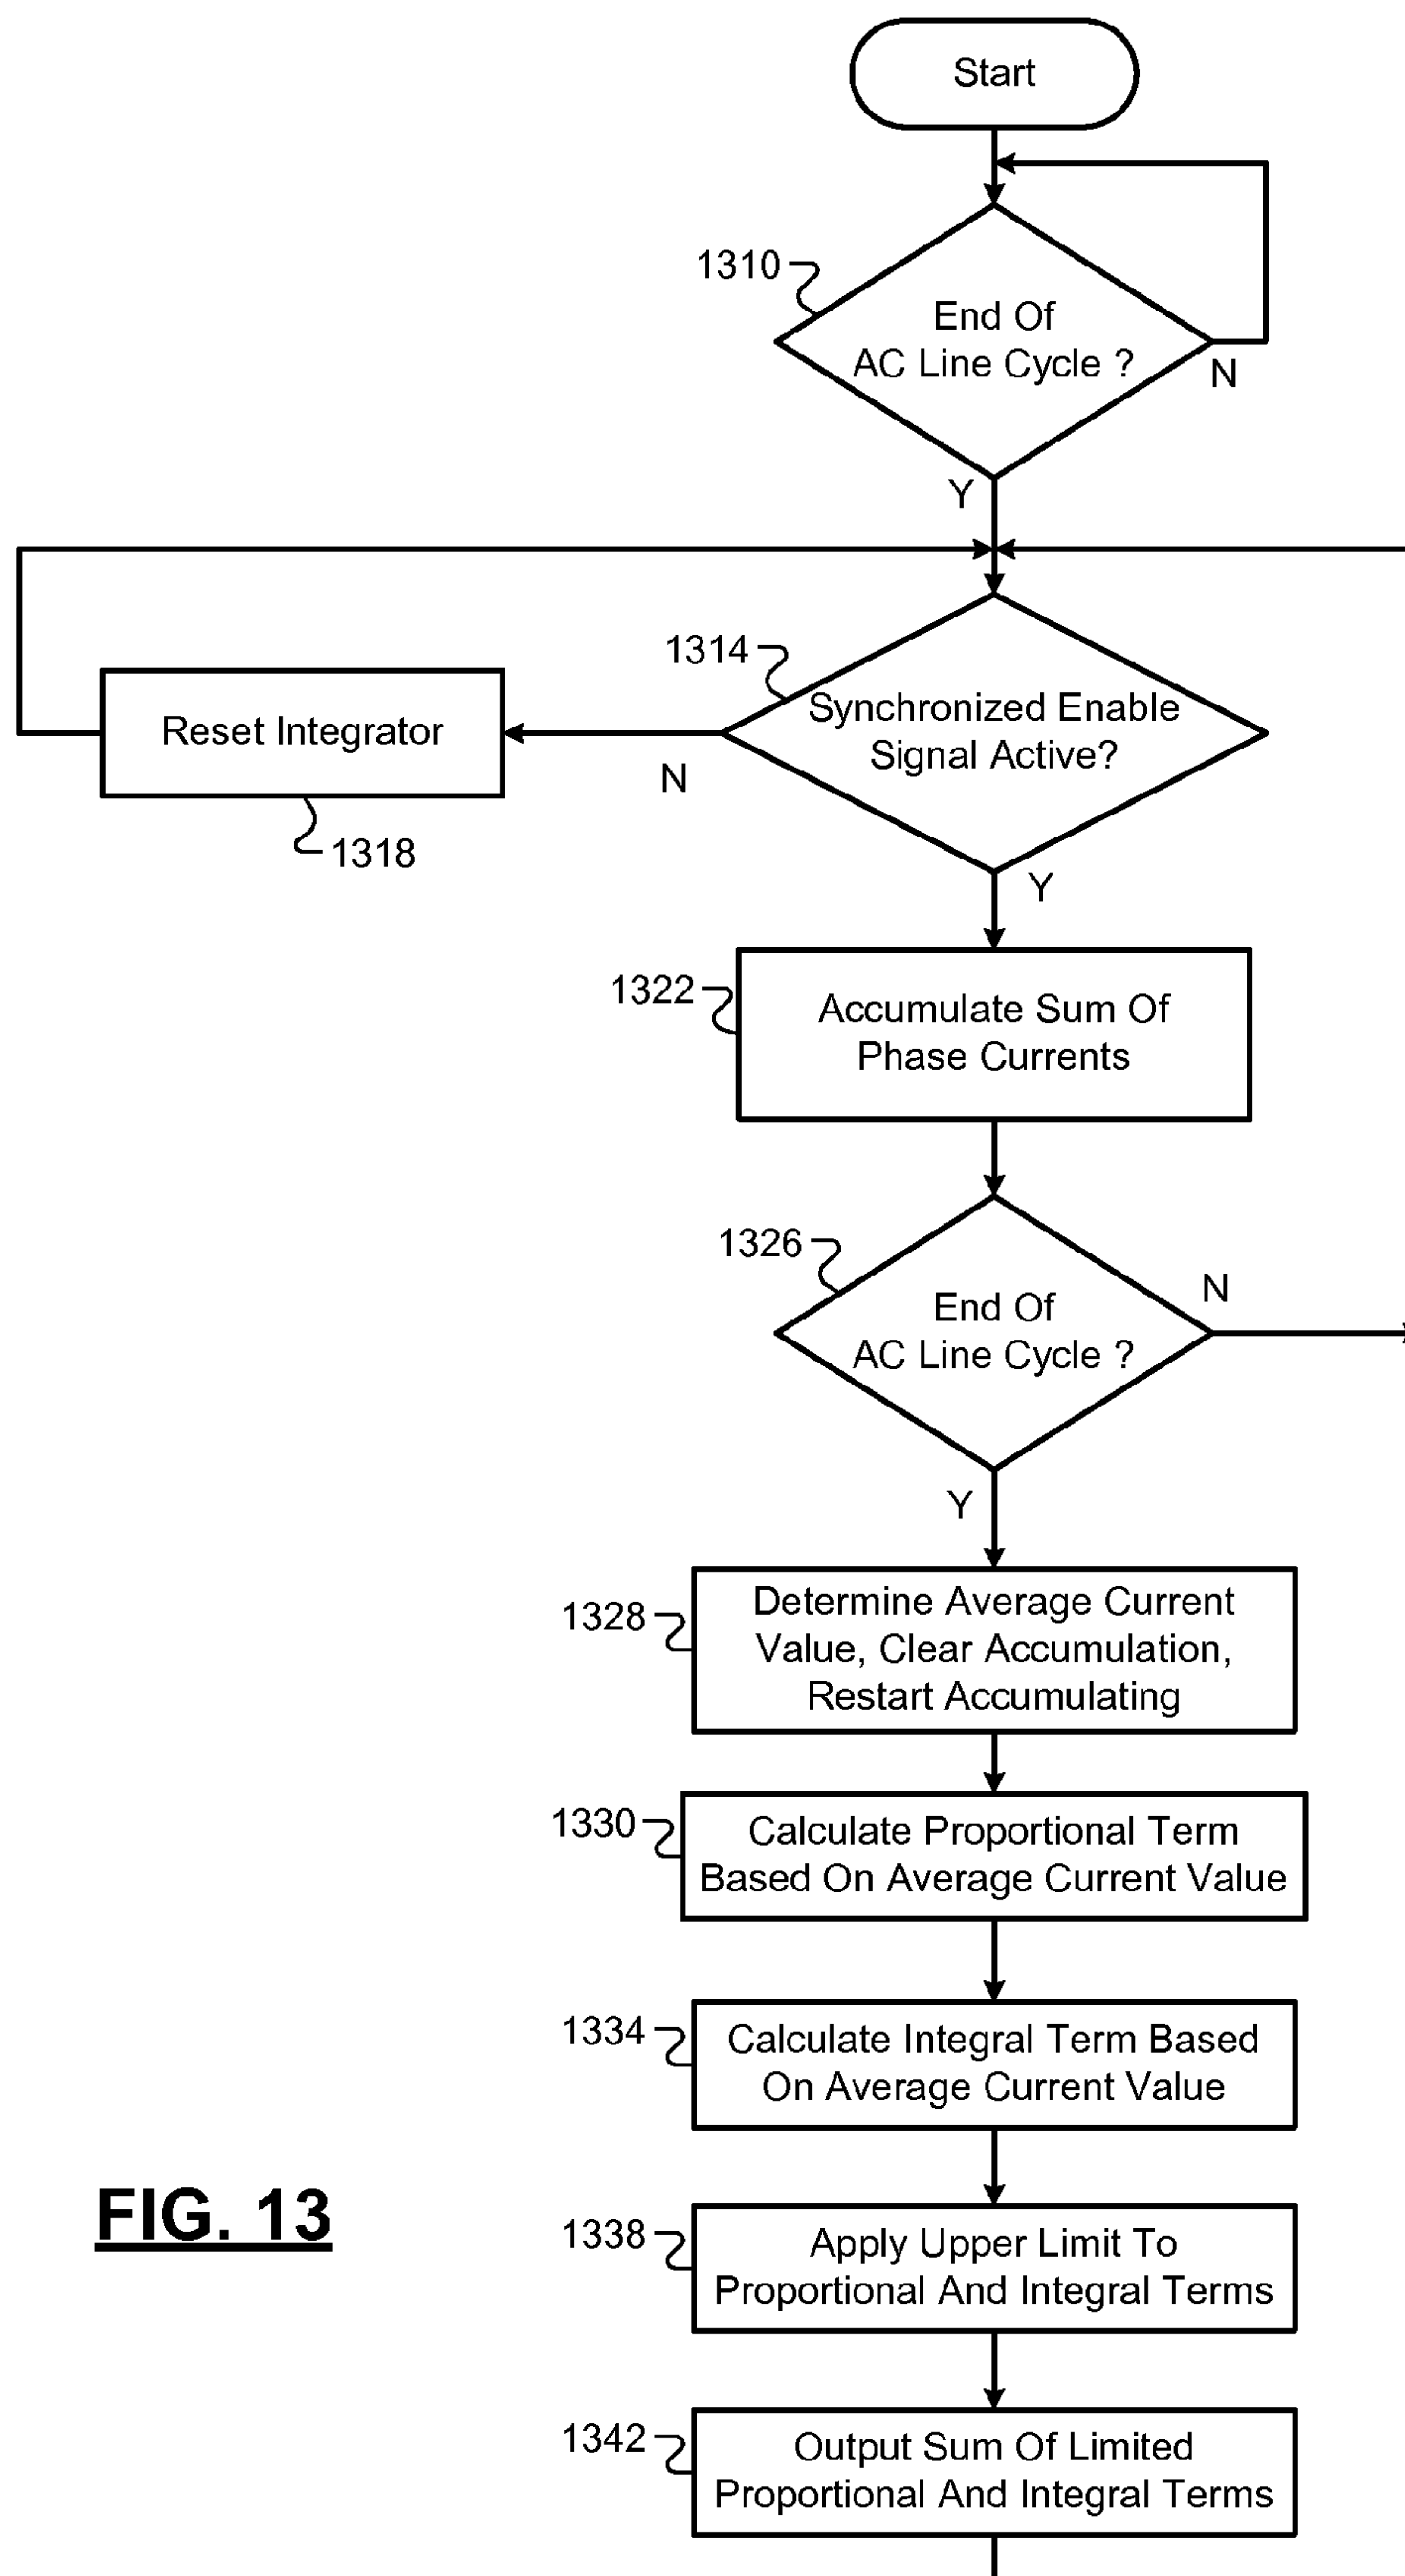 Start
1310
End Of
AC Line Cycle ?
N
Y
1314
Synchronized Enable
Signal Active?
Reset Integrator
N
1318
Y
1322
Accumulate Sum Of
Phase Currents
1326
End Of
AC Line Cycle ?
N
Y
1328
Determine Average Current
Value, Clear Accumulation,
Restart Accumulating
1330
Calculate Proportional Term
Based On Average Current Value
1334
Calculate Integral Term Based
On Average Current Value
FIG. 13
1338
Apply Upper Limit To
Proportional And Integral Terms
1342
Output Sum Of Limited
Proportional And Integral Terms